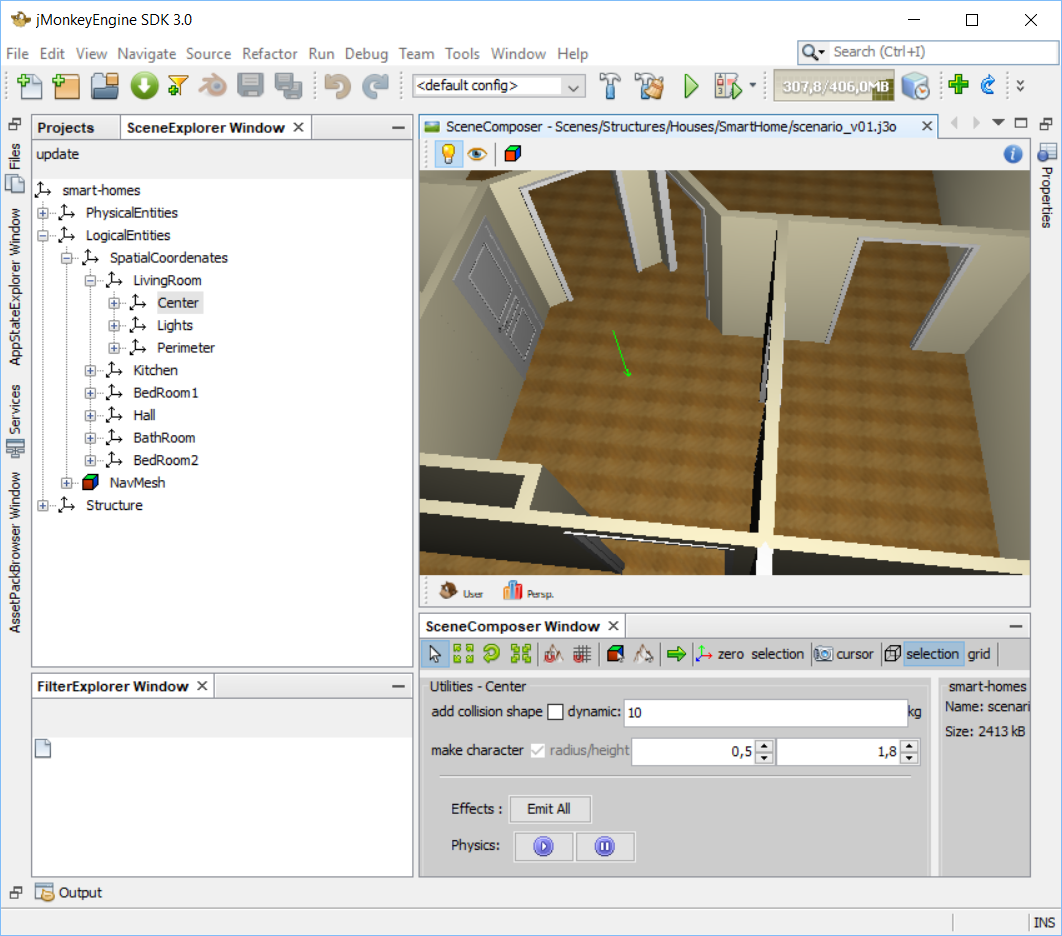 jMonkeyEngine SDK 3.0
File Edit View Navigate Source Refactor Run Debug Team Tools Window Help
Search (Ctrl+I)
<default config>
307,8/406,0MB
Files
AppStateExplorer Window
Services
AssetPackBrowser Window
Projects
SceneExplorer Window
update
smart-homes
PhysicalEntities
LogicalEntities
SpatialCoordenates
LivingRoom
Center
Lights
Perimeter
Kitchen
BedRoom1
Hall
BathRoom
BedRoom2
NavMesh
Structure
FilterExplorer Window
SceneComposer - Scenes/Structures/Houses/SmartHome/scenario_v01.j3o
Properties
User
Persp.
SceneComposer Window
zero selection cursor selection grid
Utilities - Center
add collision shape dynamic: 10 kg
make character radius/height 0,5 1,8
Effects : Emit All
Physics:
smart-homes
Name: scenari
Size: 2413 kB
Output
INS